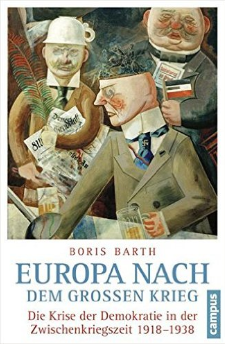 BORIS BARTH
EUROPA NACH
DEM GROSSEN KRIEG
Die Krise der Demokratie in der
Zwischenkriegszeit 1918–1938
campus